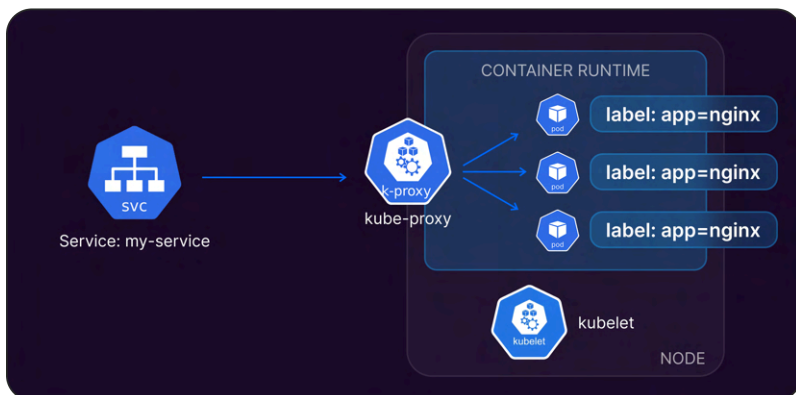 CONTAINER RUNTIME
pod
label: app=nginx
svc
Service: my-service
k-proxy
kube-proxy
pod
label: app=nginx
pod
label: app=nginx
kubelet
kubelet
NODE